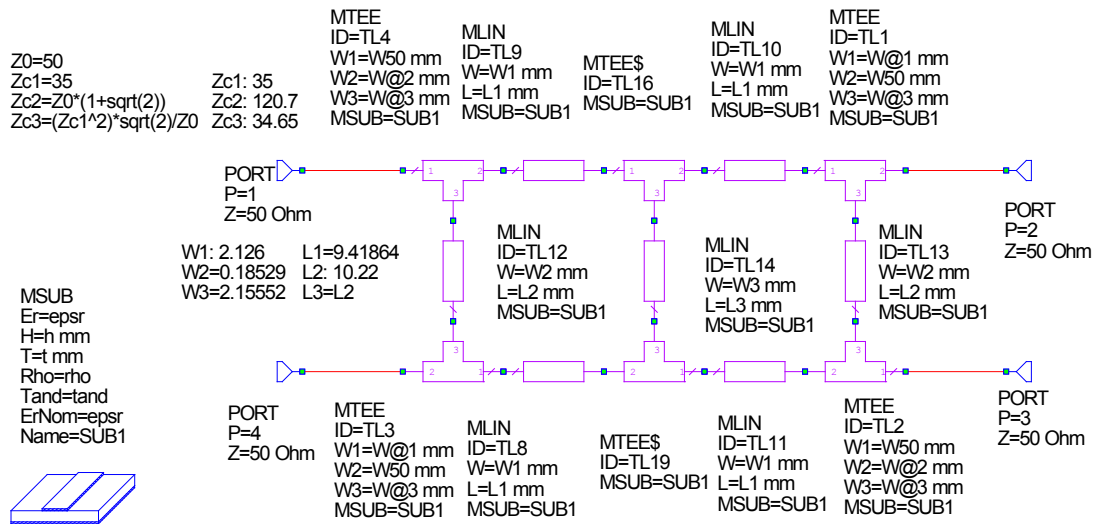 Z0=50
Zc1=35
Zc2=Z0*(1+sqrt(2))
Zc3=(Zc1^2)*sqrt(2)/Z0
Zc1: 35
Zc2: 120.7
Zc3: 34.65
MTEE
ID=TL4
W1=W50 mm
W2=W@2 mm
W3=W@3 mm
MSUB=SUB1
MLIN
ID=TL9
W=W1 mm
L=L1 mm
MSUB=SUB1
MTEE$
ID=TL16
MSUB=SUB1
MLIN
ID=TL10
W=W1 mm
L=L1 mm
MSUB=SUB1
MTEE
ID=TL1
W1=W@1 mm
W2=W50 mm
W3=W@3 mm
MSUB=SUB1
PORT
P=1
Z=50 Ohm
1 2
3
1 2
3
1 2
3
PORT
P=2
Z=50 Ohm
W1: 2.126 L1=9.41864
W2=0.18529 L2: 10.22
W3=2.15552 L3=L2
MLIN
ID=TL12
W=W2 mm
L=L2 mm
MSUB=SUB1
MLIN
ID=TL14
W=W3 mm
L=L3 mm
MSUB=SUB1
MLIN
ID=TL13
W=W2 mm
L=L2 mm
MSUB=SUB1
MSUB
Er=epsr
H=h mm
T=t mm
Rho=rho
Tand=tand
ErNom=epsr
Name=SUB1
3
2 1
3
2 1
3
2 1
PORT
P=4
Z=50 Ohm
MTEE
ID=TL3
W1=W@1 mm
W2=W50 mm
W3=W@3 mm
MSUB=SUB1
MLIN
ID=TL8
W=W1 mm
L=L1 mm
MSUB=SUB1
MTEE$
ID=TL19
MSUB=SUB1
MLIN
ID=TL11
W=W1 mm
L=L1 mm
MSUB=SUB1
MTEE
ID=TL2
W1=W50 mm
W2=W@2 mm
W3=W@3 mm
MSUB=SUB1
PORT
P=3
Z=50 Ohm